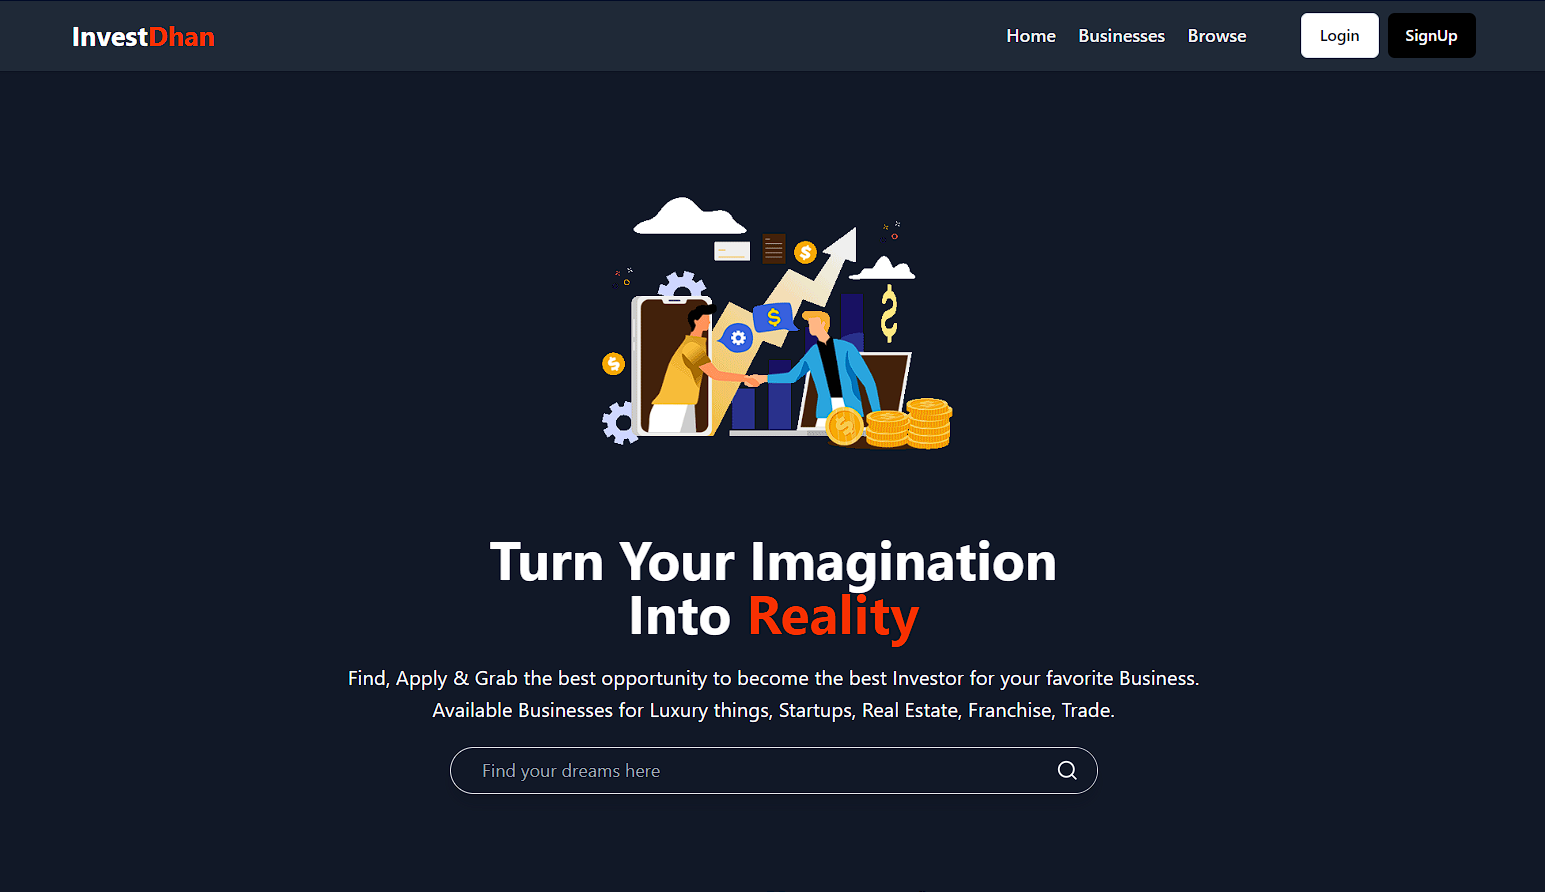 InvestDhan
Home Businesses Browse Login SignUp
$
$
$
Turn Your Imagination
Into Reality
Find, Apply & Grab the best opportunity to become the best Investor for your favorite Business.
Available Businesses for Luxury things, Startups, Real Estate, Franchise, Trade.
Find your dreams here